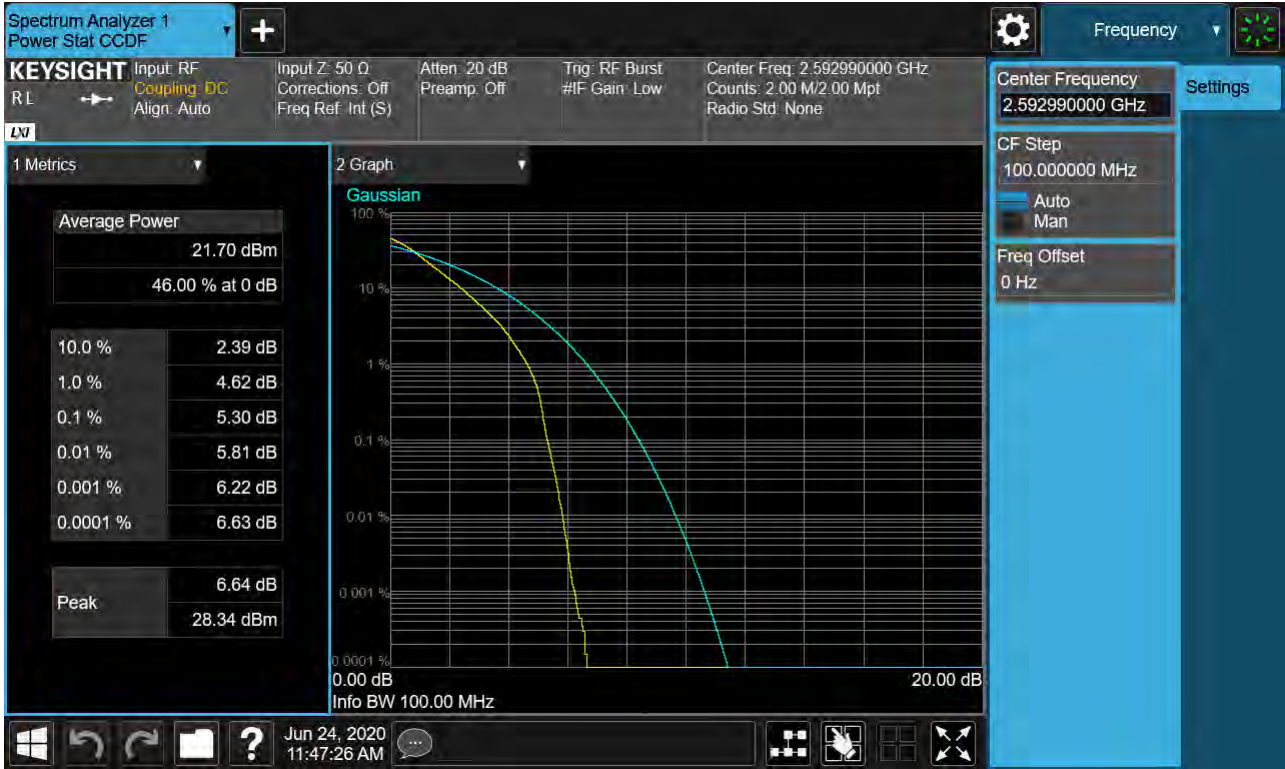 Spectrum Analyzer 1
Power Stat CCDF
+
Frequency
KEYSIGHT
R L
LXI
Input: RF
Coupling: DC
Align: Auto
Input Z: 50 Ω
Corrections: Off
Freq Ref: Int (S)
Atten: 20 dB
Preamp: Off
Trig: RF Burst
#IF Gain: Low
Center Freq: 2.592990000 GHz
Counts: 2.00 M/2.00 Mpt
Radio Std: None
1 Metrics
Average Power
21.70 dBm
46.00 % at 0 dB
10.0 % 2.39 dB
1.0 % 4.62 dB
0.1 % 5.30 dB
0.01 % 5.81 dB
0.001 % 6.22 dB
0.0001 % 6.63 dB
Peak
6.64 dB
28.34 dBm
2 Graph
Gaussian
100 %
10 %
1 %
0.1 %
0.01 %
0.001 %
0.0001 %
0.00 dB 20.00 dB
Info BW 100.00 MHz
Center Frequency
2.592990000 GHz
CF Step
100.000000 MHz
Auto
Man
Freq Offset
0 Hz
Settings
?
Jun 24, 2020
11:47:26 AM